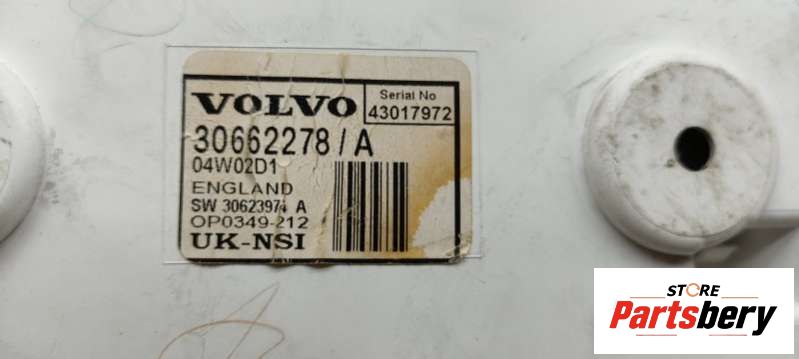 VOLVO
Serial No
43017972
30662278/A
04W02D1
ENGLAND
SW 30623974 A
OP0349-212
UK-NSI
STORE
Partsbery